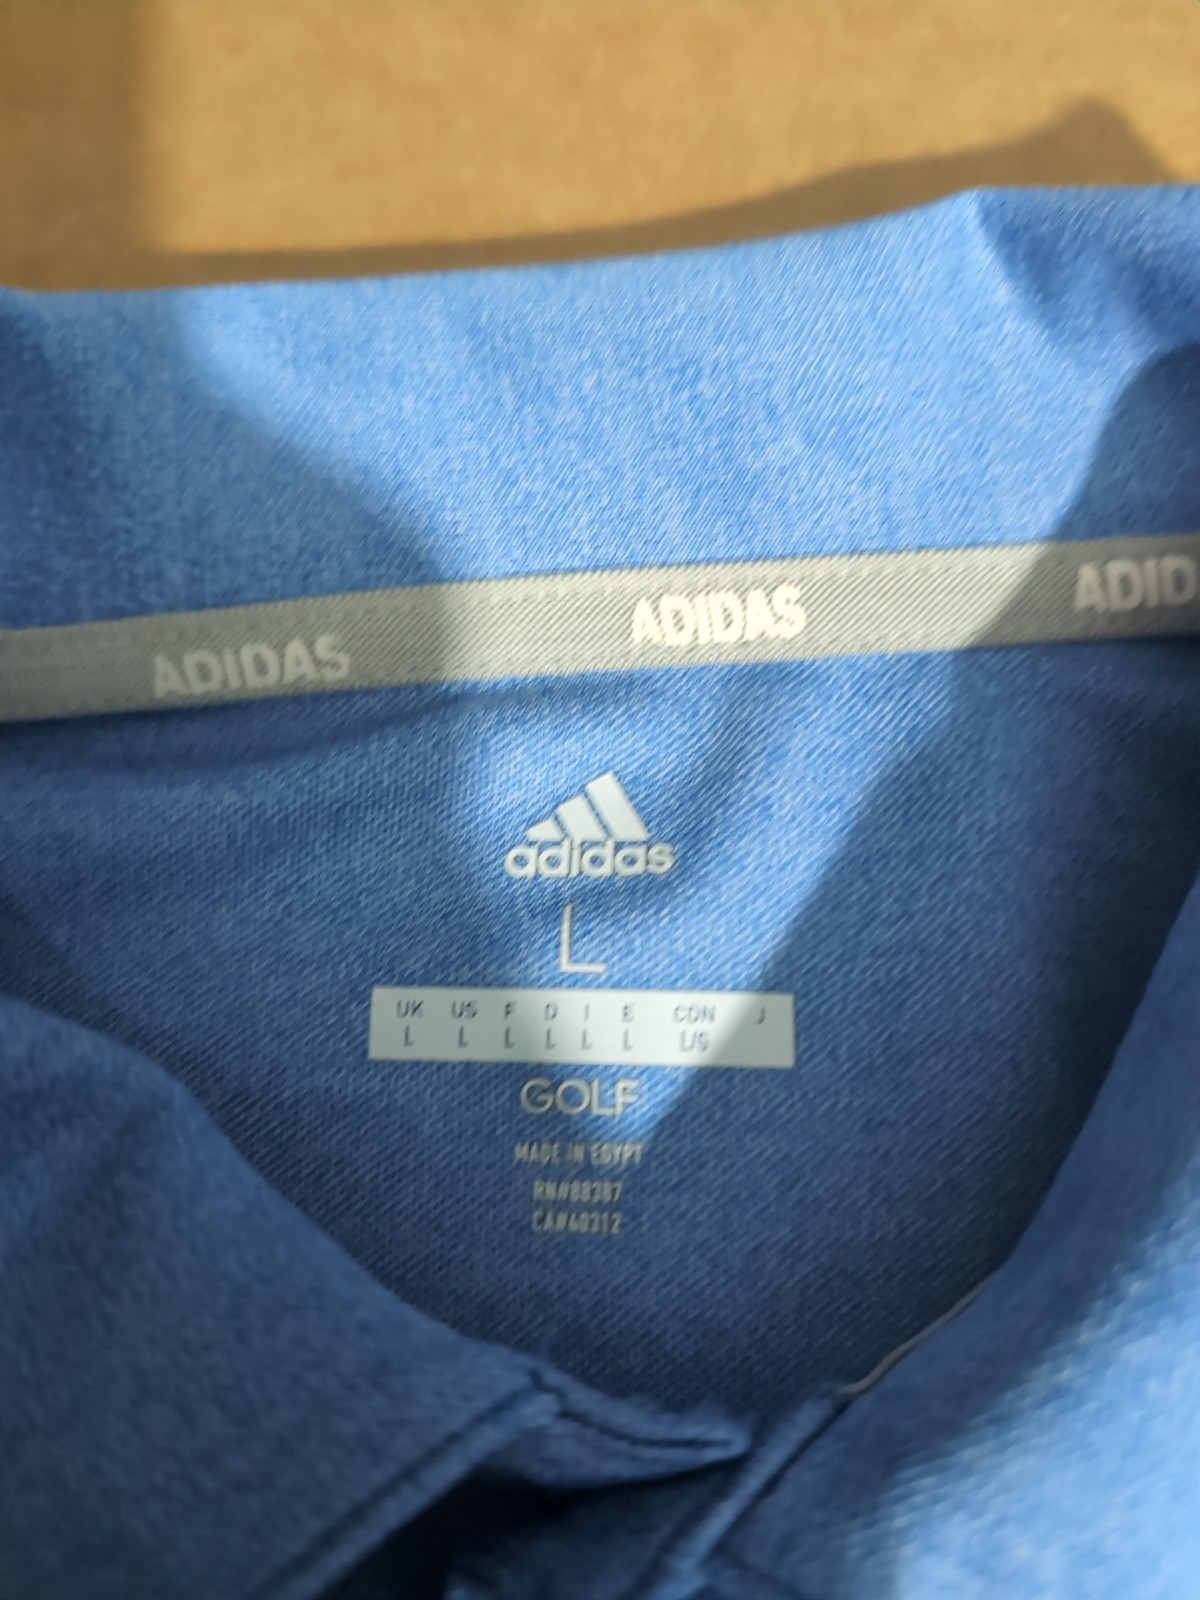 ADIDAS ADIDAS ADID
adidas
L
UK US F D I E CDN J
L L L L L L L/G
GOLF
MADE IN EGYPT
RN#88387
CA#40312